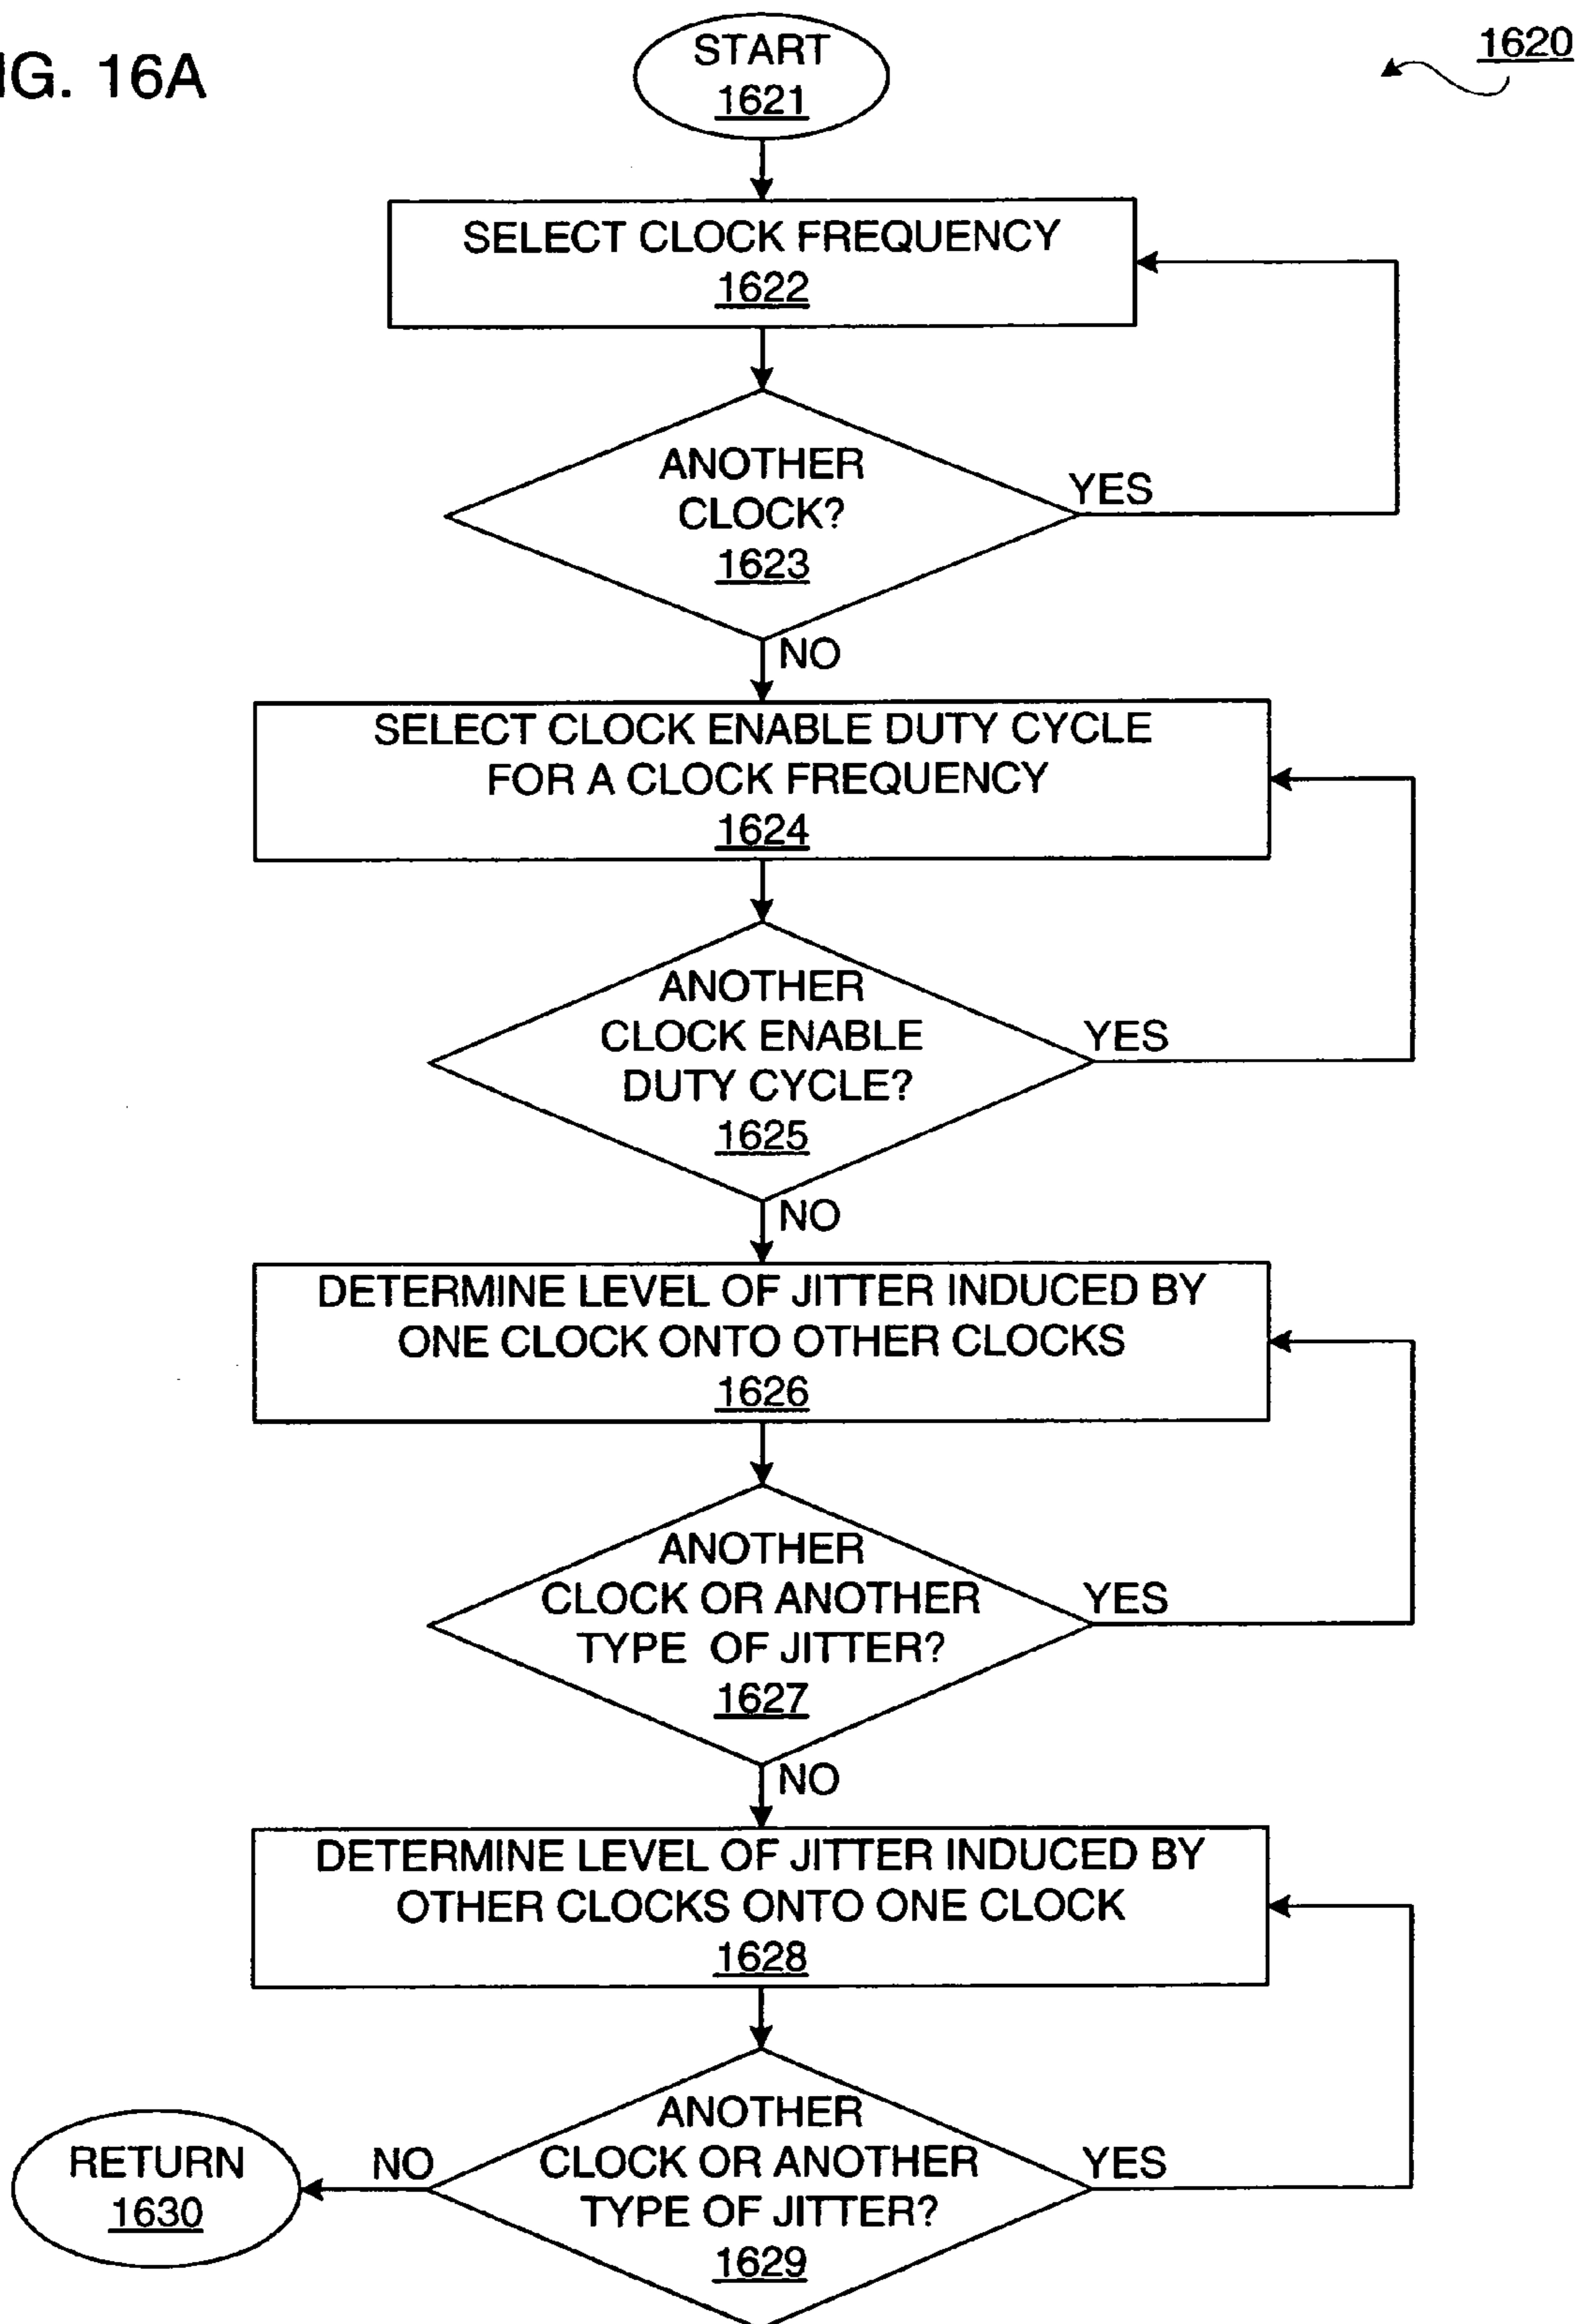 IG. 16A
1620
START
1621
SELECT CLOCK FREQUENCY
1622
ANOTHER
CLOCK?
1623
YES
NO
SELECT CLOCK ENABLE DUTY CYCLE
FOR A CLOCK FREQUENCY
1624
ANOTHER
CLOCK ENABLE
DUTY CYCLE?
1625
YES
NO
DETERMINE LEVEL OF JITTER INDUCED BY
ONE CLOCK ONTO OTHER CLOCKS
1626
ANOTHER
CLOCK OR ANOTHER
TYPE OF JITTER?
1627
YES
NO
DETERMINE LEVEL OF JITTER INDUCED BY
OTHER CLOCKS ONTO ONE CLOCK
1628
ANOTHER
CLOCK OR ANOTHER
TYPE OF JITTER?
1629
YES
NO
RETURN
1630